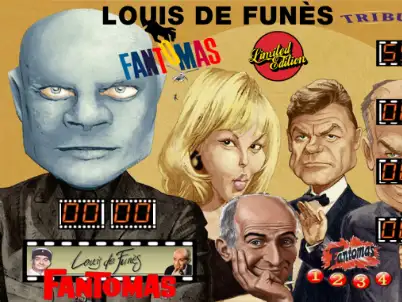 LOUIS DE FUNÈS TRIBU
FANTOMAS
Limited
Edition
00 00
Louis de Funès
FANTOMAS
Fantomas
1 2 3 4